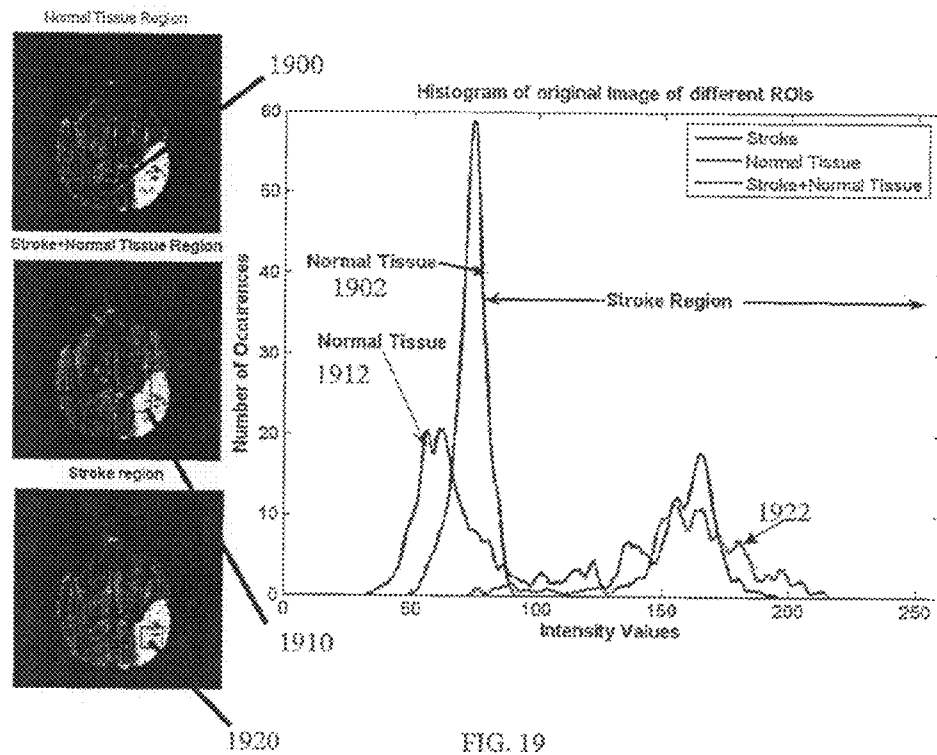 Normal Tissue Region
1900
Stroke+Normal Tissue Region
Stroke region
1910
1920
Histogram of original Image of different ROIs
Stroke
Normal Tissue
Stroke+Normal Tissue
Normal Tissue
1902
Stroke Region
Normal Tissue
1912
1922
Number of Occurrences
60
50
40
30
20
10
0
0
50
100
150
200
250
Intensity Values
FIG. 19